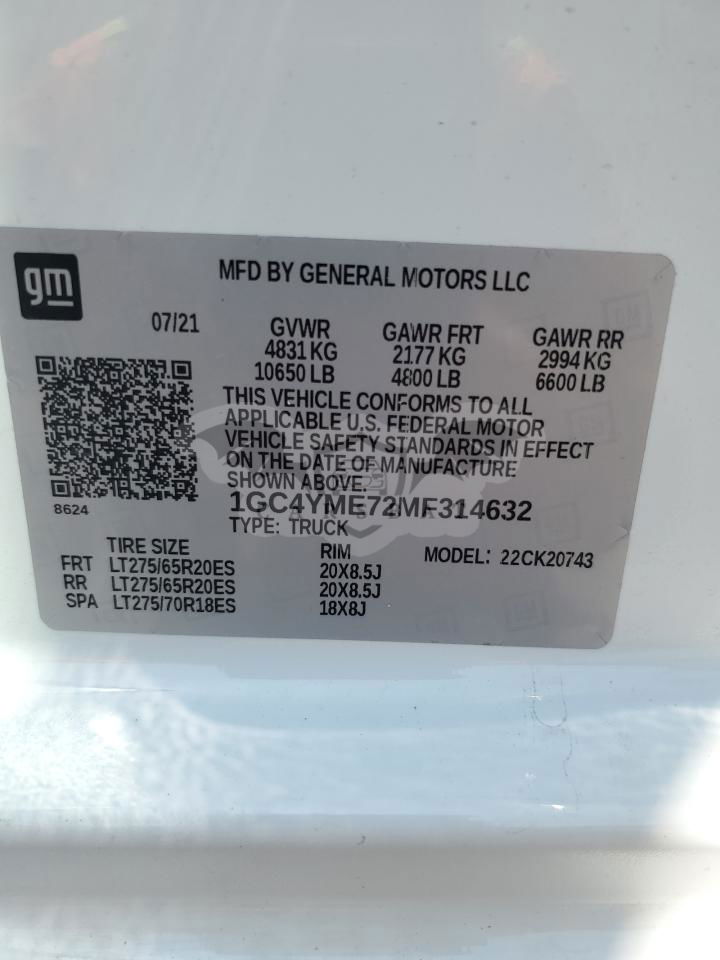 gm
MFD BY GENERAL MOTORS LLC
07/21 GVWR GAWR FRT GAWR RR
4831 KG 2177 KG 2994 KG
10650 LB 4800 LB 6600 LB
THIS VEHICLE CONFORMS TO ALL
APPLICABLE U.S. FEDERAL MOTOR
VEHICLE SAFETY STANDARDS IN EFFECT
ON THE DATE OF MANUFACTURE
SHOWN ABOVE.
8624
1GC4YME72MF314632
TYPE: TRUCK
TIRE SIZE RIM MODEL: 22CK20743
FRT LT275/65R20ES 20X8.5J
RR LT275/65R20ES 20X8.5J
SPA LT275/70R18ES 18X8J